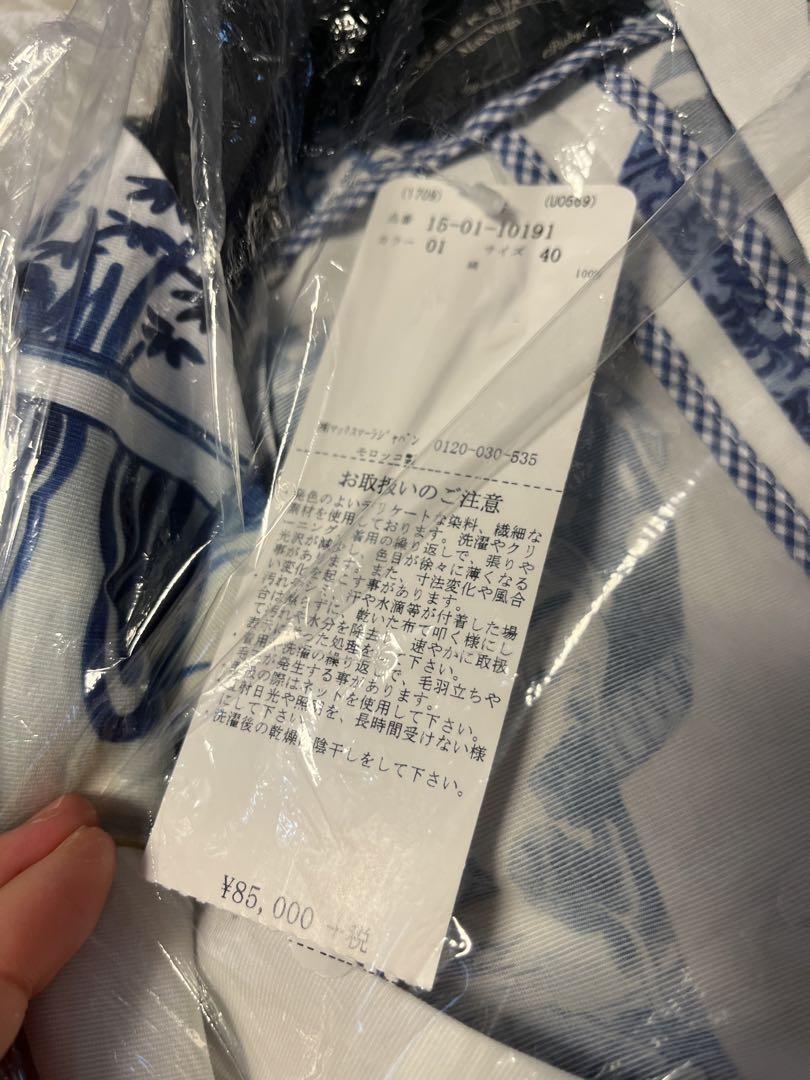 WEEKEND
MaxMara
(1709) (U0569)
品番 15-01-10191
カラー 01 サイズ 40
綿 100%
㈱マックスマーラジャパン 0120-030-535
モロッコ製
お取扱いのご注意
・発色のよいデリケートな染料、繊細な
素材を使用しております。洗濯やクリ
ーニング、着用の繰り返しで、張りや
光沢が減少し、色目が徐々に薄くなる
事があります。また、寸法変化や風合
い変化を起こす事があります。
・汚れ 汗や水滴等が付着した場
合は 乾いた布で叩く様にし
て汚れや水分を除去し、速やかに取扱
表示に 処理を 下さい。
・着用や洗濯の繰り返しで、毛羽立ちや
毛 が発生する事があります。
の際はネットを使用して下さい。
・直射日光や照明を、長時間受けない様
にして下さい。
・洗濯後の乾燥は陰干しをして下さい。
¥85,000 +税